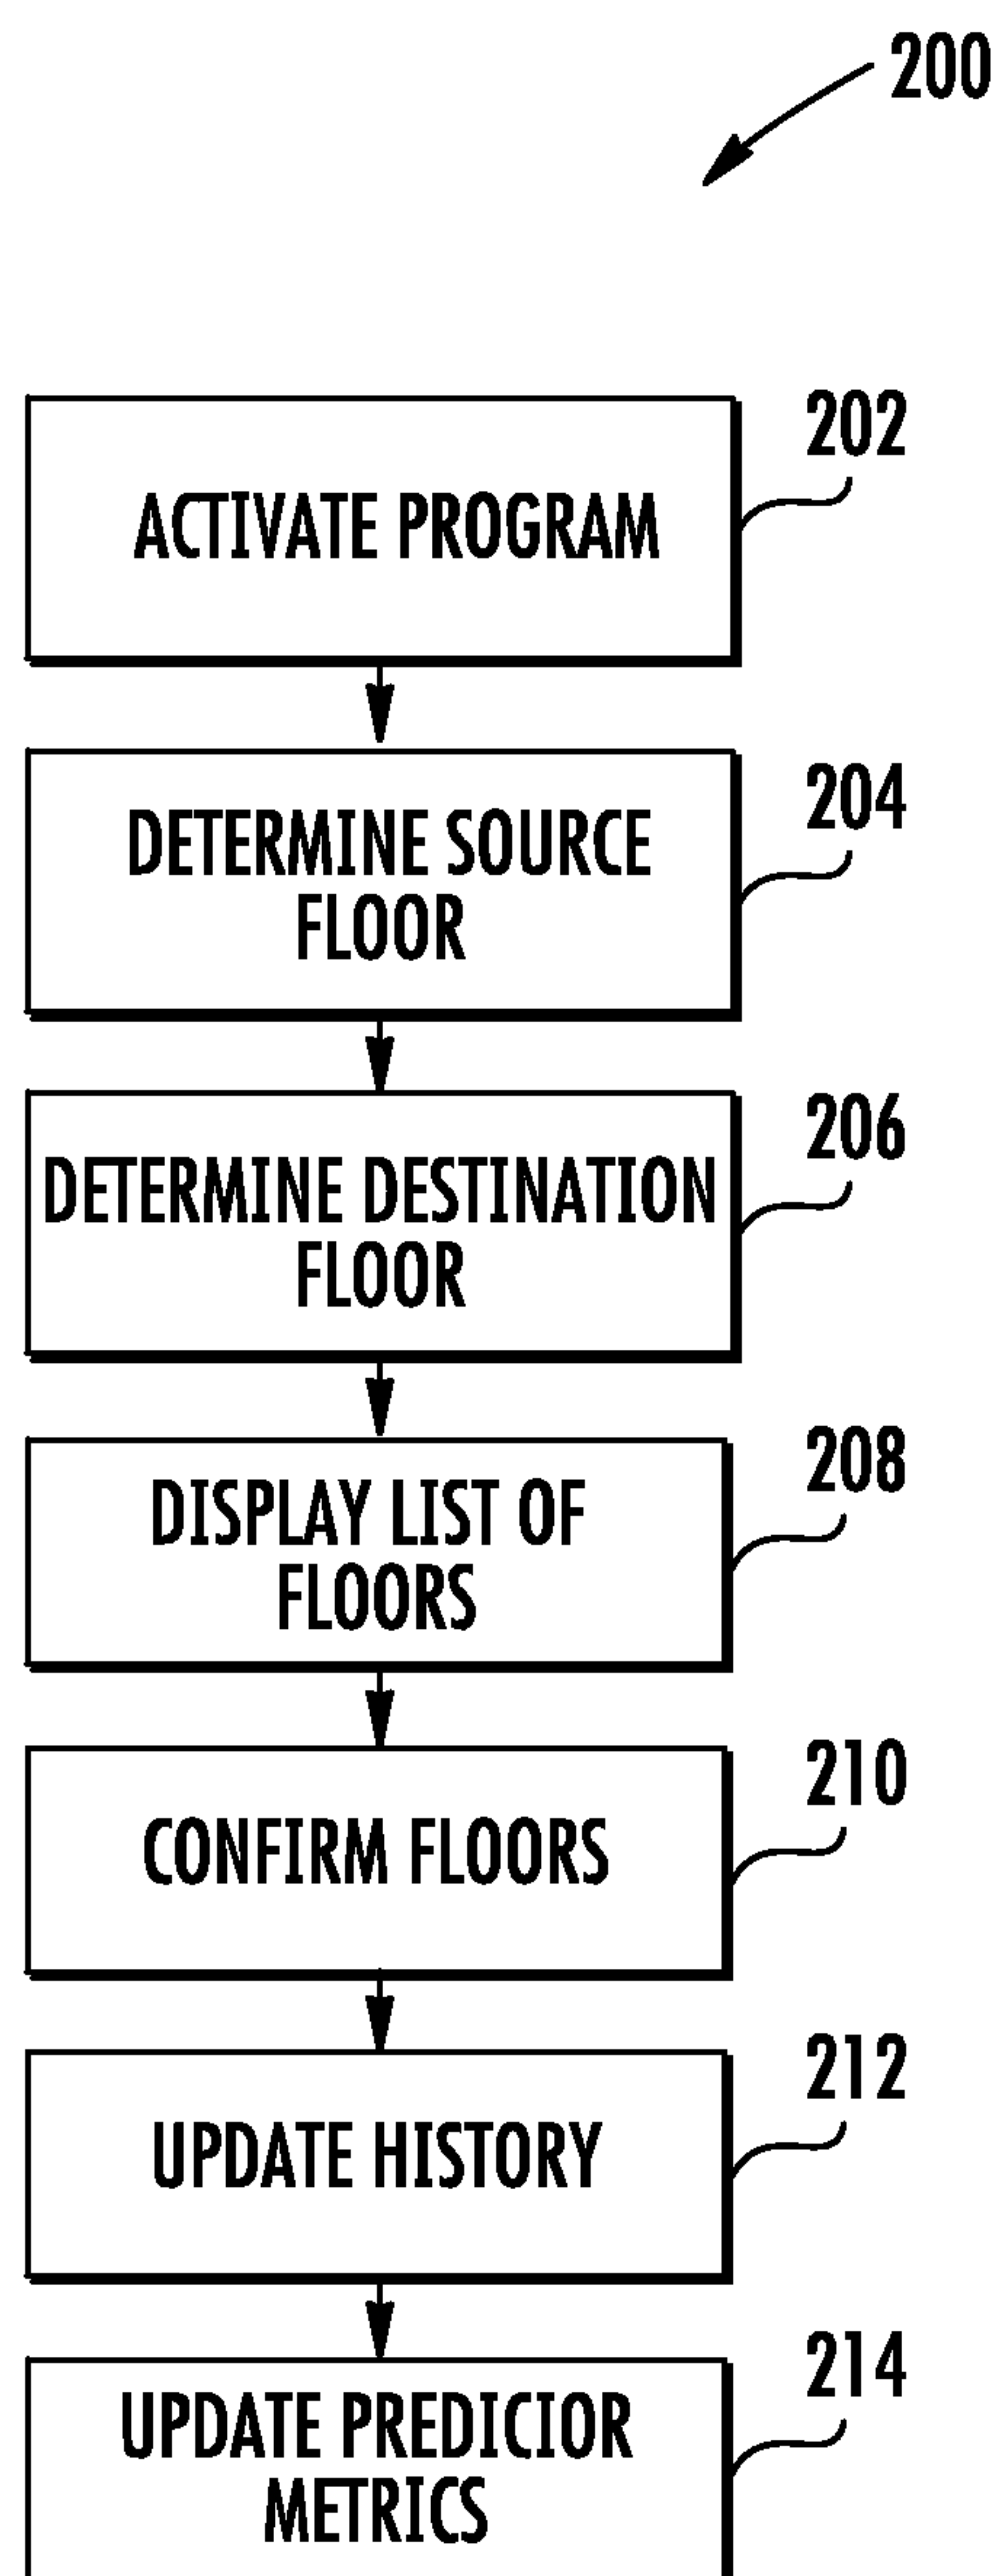 200
202
ACTIVATE PROGRAM
204
DETERMINE SOURCE
FLOOR
206
DETERMINE DESTINATION
FLOOR
208
DISPLAY LIST OF
FLOORS
210
CONFIRM FLOORS
212
UPDATE HISTORY
214
UPDATE PREDICIOR
METRICS